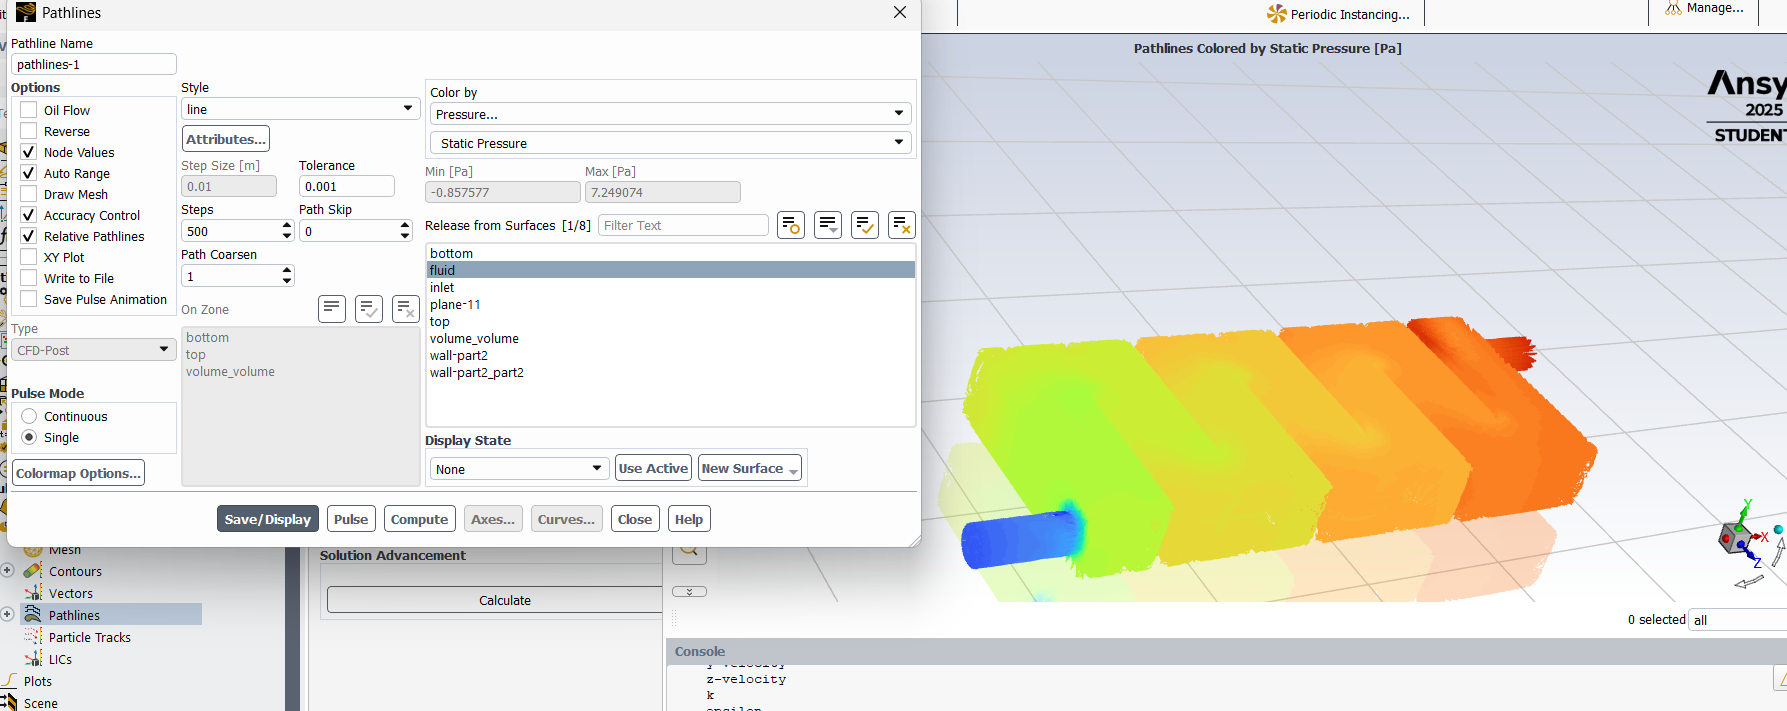 Pathlines
Pathline Name
pathlines-1
Options
Oil Flow
Reverse
Node Values
Auto Range
Draw Mesh
Accuracy Control
Relative Pathlines
XY Plot
Write to File
Save Pulse Animation
Type
CFD-Post
Pulse Mode
Continuous
Single
Colormap Options...
Style
line
Attributes...
Step Size [m]
Tolerance
0.01
0.001
Steps
Path Skip
500
0
Path Coarsen
1
On Zone
bottom
top
volume_volume
Color by
Pressure...
Static Pressure
Min [Pa]
Max [Pa]
-0.857577
7.249074
Release from Surfaces [1/8]
Filter Text
bottom
fluid
inlet
plane-11
top
volume_volume
wall-part2
wall-part2_part2
Display State
None
Use Active
New Surface
Save/Display
Pulse
Compute
Axes...
Curves...
Close
Help
Mesh
Contours
Vectors
Pathlines
Particle Tracks
LICs
Plots
Scene
Solution Advancement
Calculate
Periodic Instancing...
Manage...
Pathlines Colored by Static Pressure [Pa]
Ansy
2025
STUDENT
Y
X
Z
0 selected
all
Console
y-velocity
z-velocity
k
epsilon